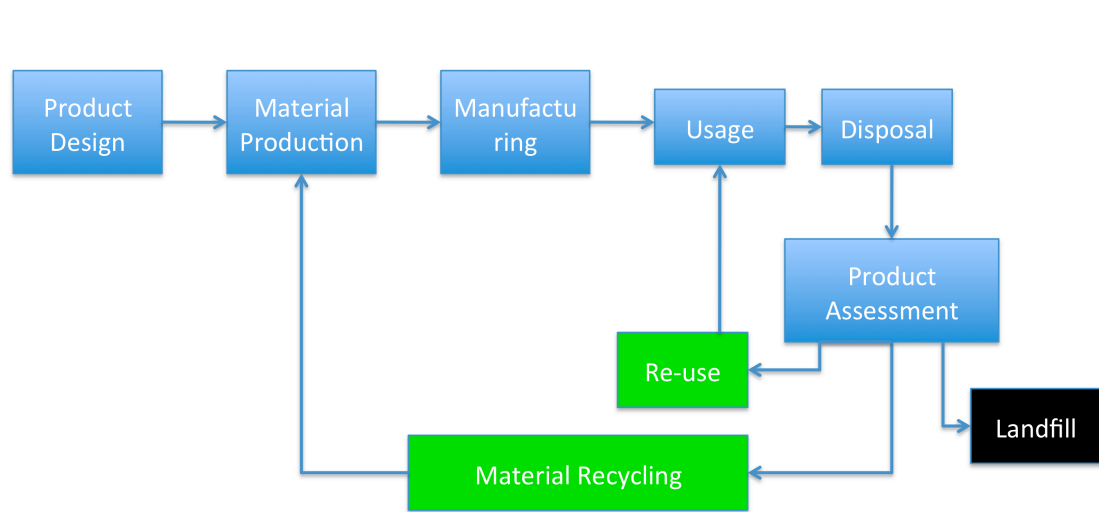 Product
Design
Material
Production
Manufactu
ring
Usage
Disposal
Product
Assessment
Re-use
Landfill
Material Recycling